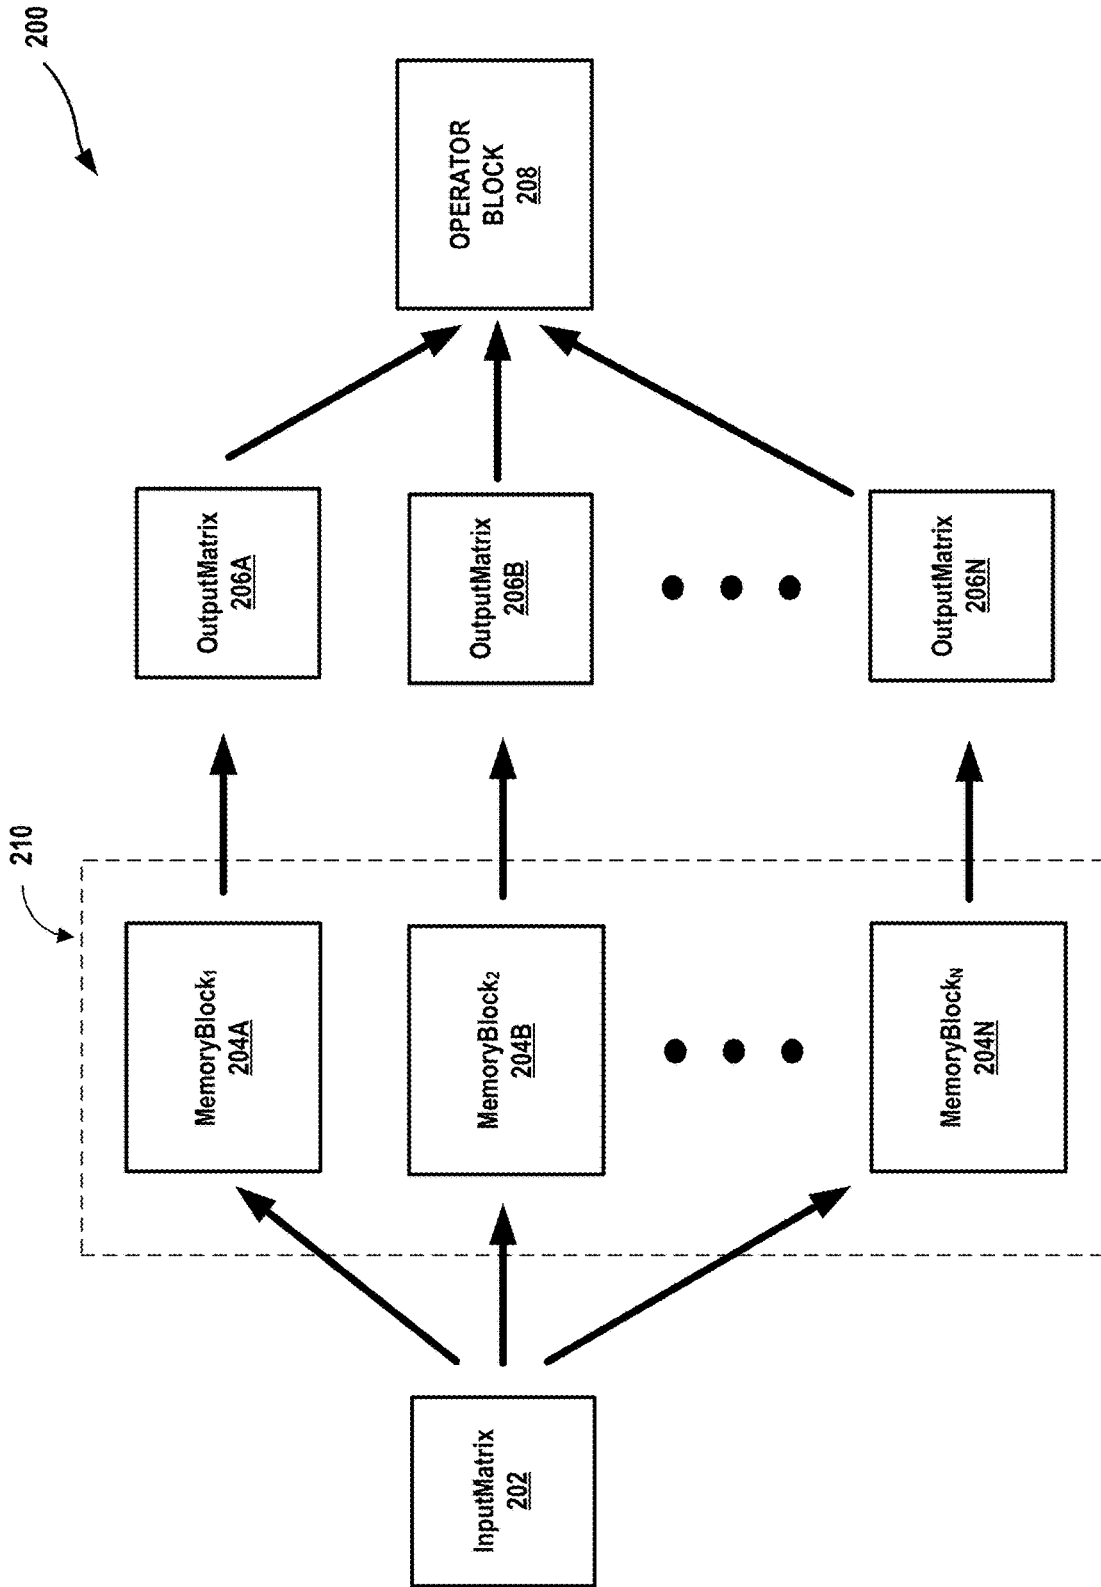 200
210
InputMatrix
202
MemoryBlock₁
204A
MemoryBlock₂
204B
MemoryBlockN
204N
OutputMatrix
206A
OutputMatrix
206B
OutputMatrix
206N
OPERATOR
BLOCK
208